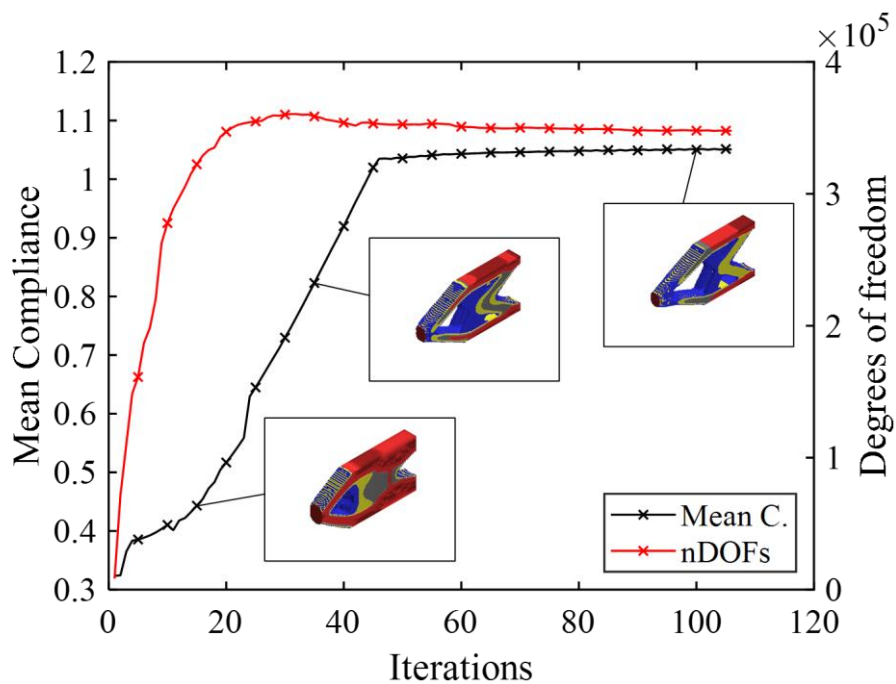 ×10⁵
1.2
1.1
1
0.9
0.8
0.7
0.6
0.5
0.4
0.3
4
3
2
1
0
Mean Compliance
Degrees of freedom
Mean C.
nDOFs
0 20 40 60 80 100 120
Iterations